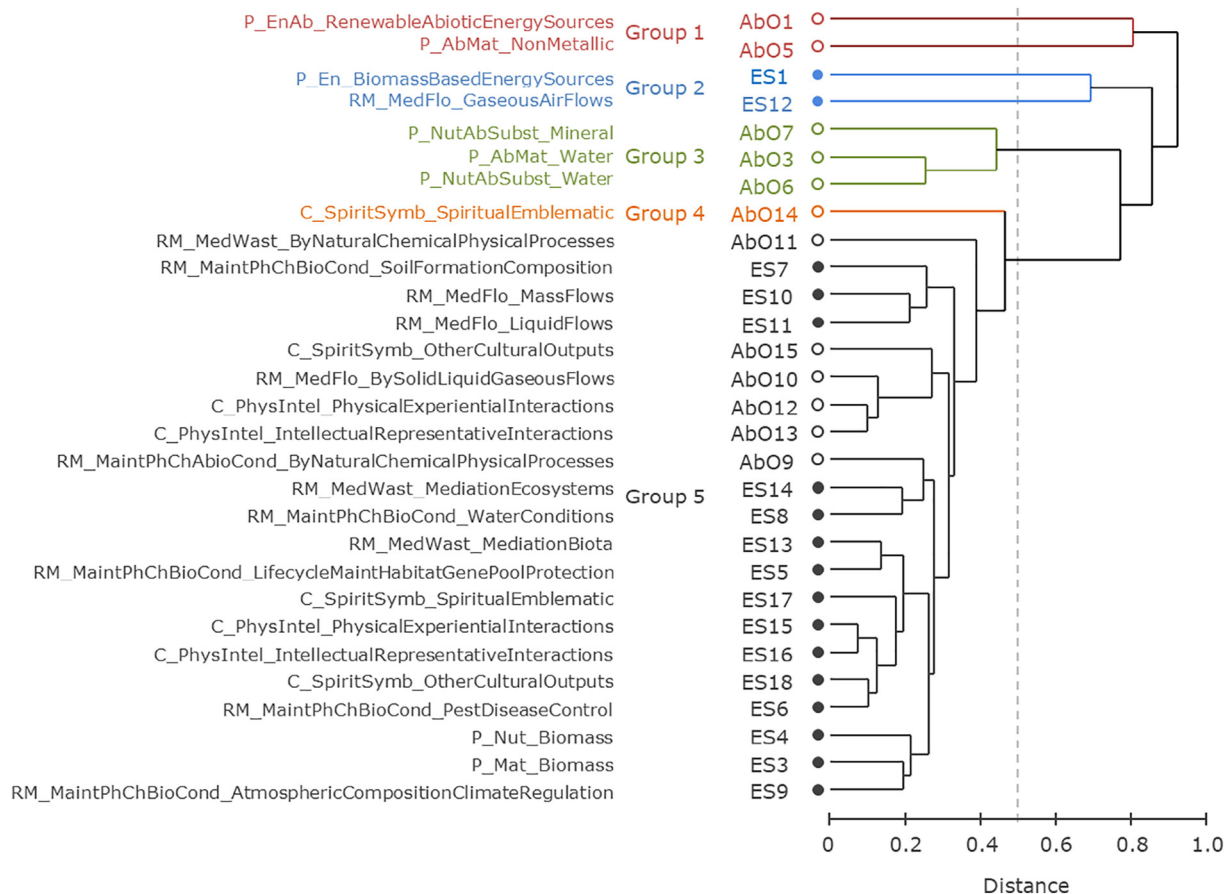 P_EnAb_RenewableAbioticEnergySources
P_AbMat_NonMetallic
Group 1
AbO1
AbO5
P_En_BiomassBasedEnergySources
RM_MedFlo_GaseousAirFlows
Group 2
ES1
ES12
P_NutAbSubst_Mineral
P_AbMat_Water
P_NutAbSubst_Water
Group 3
AbO7
AbO3
AbO6
C_SpiritSymb_SpiritualEmblematic Group 4 AbO14
RM_MedWast_ByNaturalChemicalPhysicalProcesses AbO11
RM_MaintPhChBioCond_SoilFormationComposition ES7
RM_MedFlo_MassFlows ES10
RM_MedFlo_LiquidFlows ES11
C_SpiritSymb_OtherCulturalOutputs AbO15
RM_MedFlo_BySolidLiquidGaseousFlows AbO10
C_PhysIntel_PhysicalExperientialInteractions AbO12
C_PhysIntel_IntellectualRepresentativeInteractions AbO13
RM_MaintPhChAbioCond_ByNaturalChemicalPhysicalProcesses AbO9
RM_MedWast_MediationEcosystems Group 5 ES14
RM_MaintPhChBioCond_WaterConditions ES8
RM_MedWast_MediationBiota ES13
RM_MaintPhChBioCond_LifecycleMaintHabitatGenePoolProtection ES5
C_SpiritSymb_SpiritualEmblematic ES17
C_PhysIntel_PhysicalExperientialInteractions ES15
C_PhysIntel_IntellectualRepresentativeInteractions ES16
C_SpiritSymb_OtherCulturalOutputs ES18
RM_MaintPhChBioCond_PestDiseaseControl ES6
P_Nut_Biomass ES4
P_Mat_Biomass ES3
RM_MaintPhChBioCond_AtmosphericCompositionClimateRegulation ES9
0 0.2 0.4 0.6 0.8 1.0
Distance